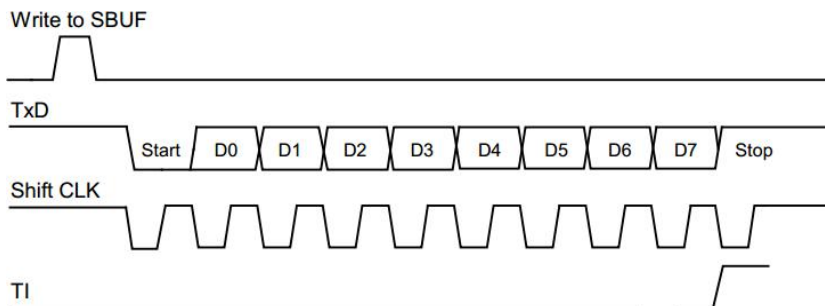 Write to SBUF
TxD
Start D0 D1 D2 D3 D4 D5 D6 D7 Stop
Shift CLK
TI